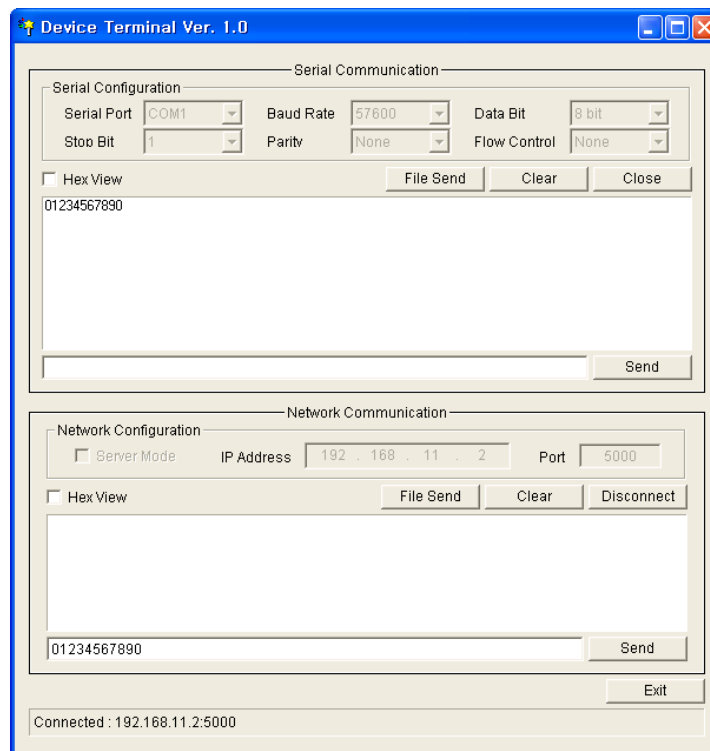 Device Terminal Ver. 1.0
Serial Communication
Serial Configuration
Serial Port COM1 Baud Rate 57600 Data Bit 8 bit
Stop Bit 1 Parity None Flow Control None
Hex View File Send Clear Close
01234567890
Send
Network Communication
Network Configuration
Server Mode IP Address 192 . 168 . 11 . 2 Port 5000
Hex View File Send Clear Disconnect
01234567890 Send
Exit
Connected : 192.168.11.2:5000